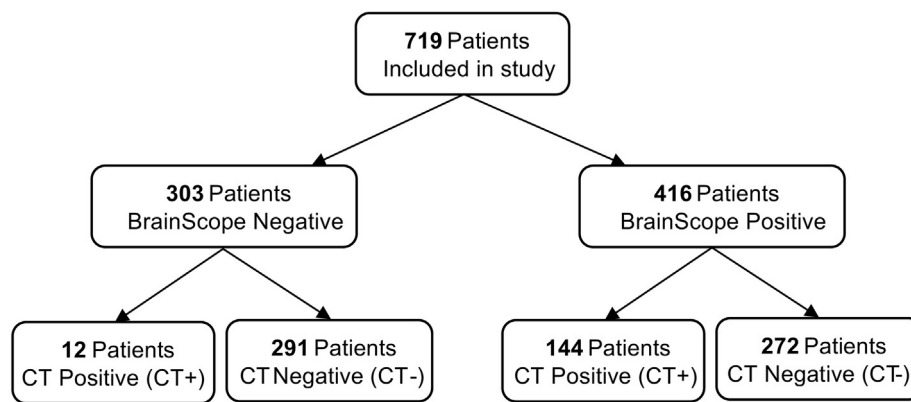 719 Patients
Included in study
303 Patients
BrainScope Negative
416 Patients
BrainScope Positive
12 Patients
CT Positive (CT+)
291 Patients
CT Negative (CT-)
144 Patients
CT Positive (CT+)
272 Patients
CT Negative (CT-)